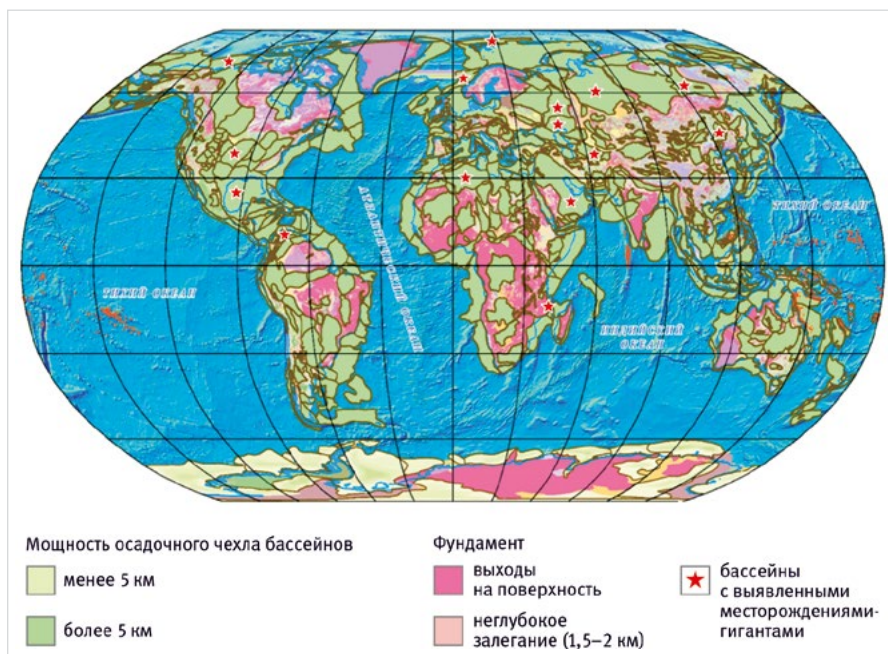 ТИХИЙ ОКЕАН
АТЛАНТИЧЕСКИЙ ОКЕАН
ТИХИЙ ОКЕАН
ИНДИЙСКИЙ
ОКЕАН
Мощность осадочного чехла бассейнов
менее 5 км
более 5 км
Фундамент
выходы
на поверхность
неглубокое
залегание (1,5–2 км)
бассейны
с выявленными
месторождениями-
гигантами